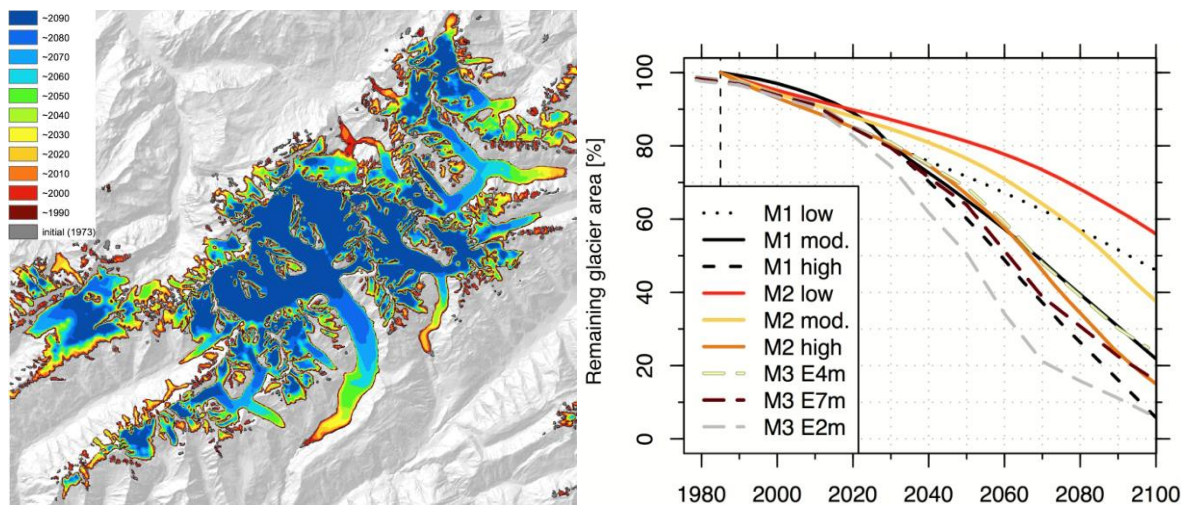 ~2090
~2080
~2070
~2060
~2050
~2040
~2030
~2020
~2010
~2000
~1990
initial (1973)
Remaining glacier area [%]
100
80
60
40
20
0
M1 low
M1 mod.
M1 high
M2 low
M2 mod.
M2 high
M3 E4m
M3 E7m
M3 E2m
1980 2000 2020 2040 2060 2080 2100